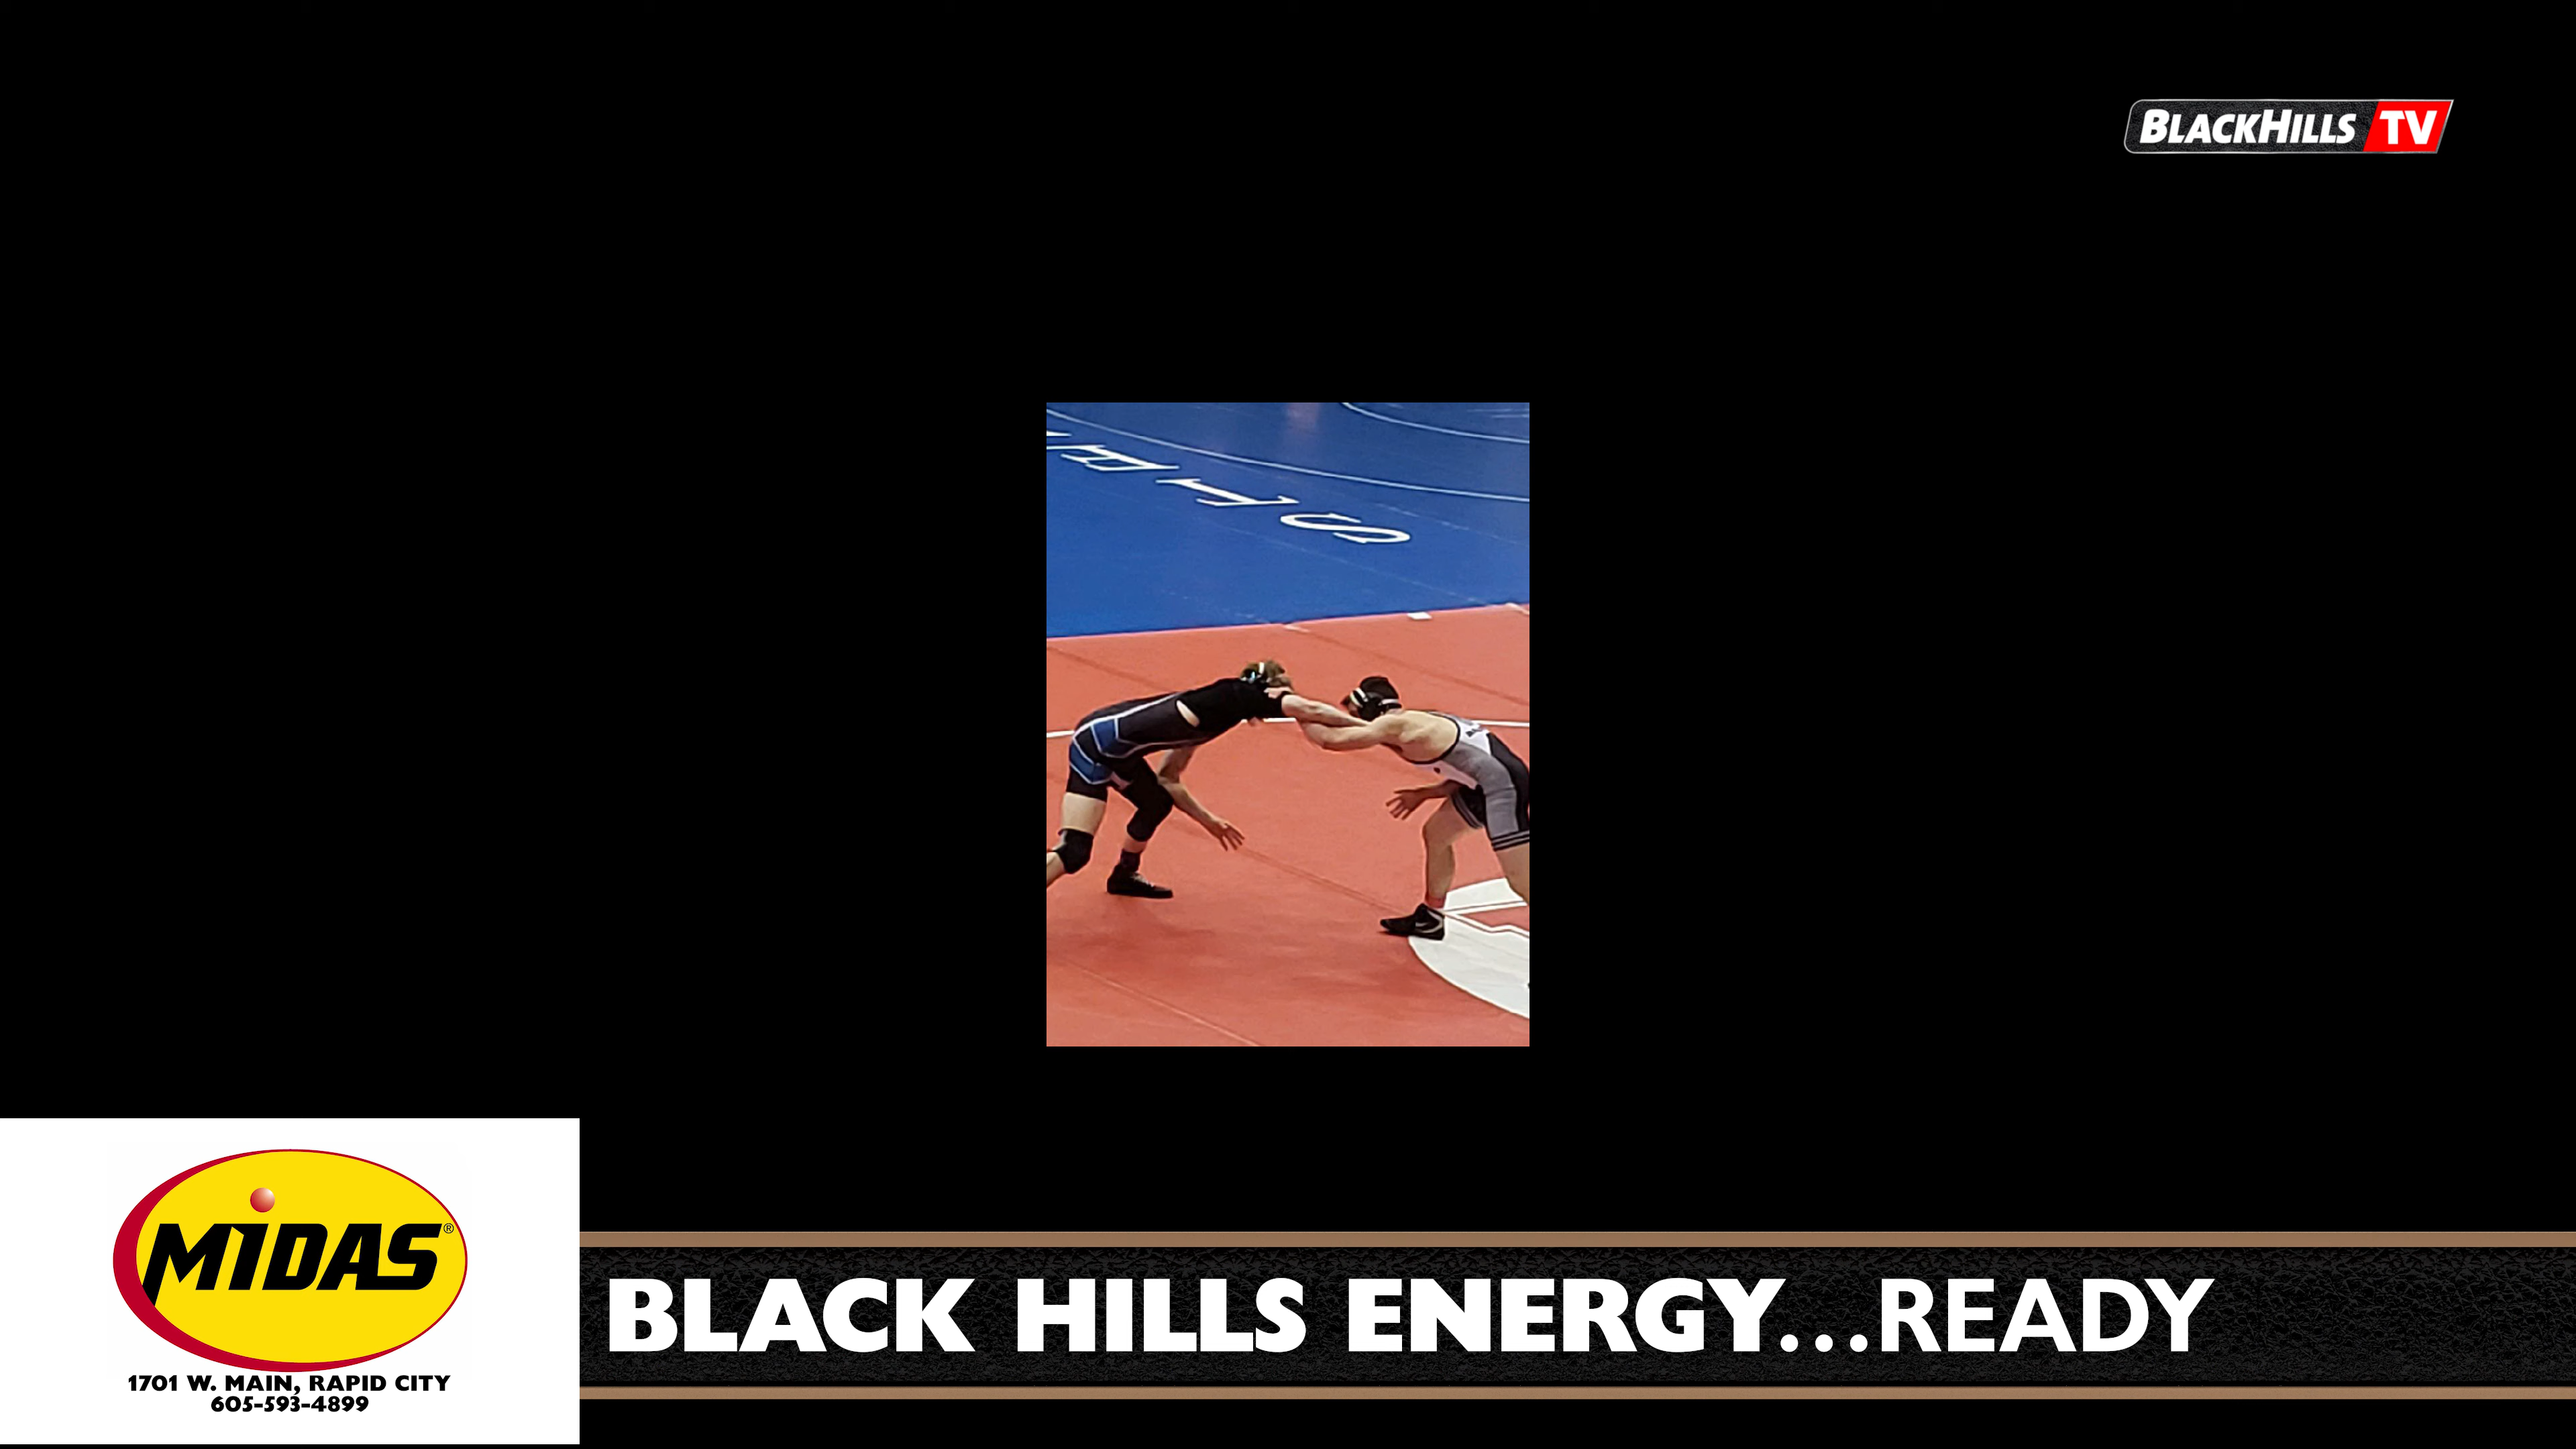 BLACKHILLS TV
MIDAS®
1701 W. MAIN, RAPID CITY
605-593-4899
BLACK HILLS ENERGY...READY